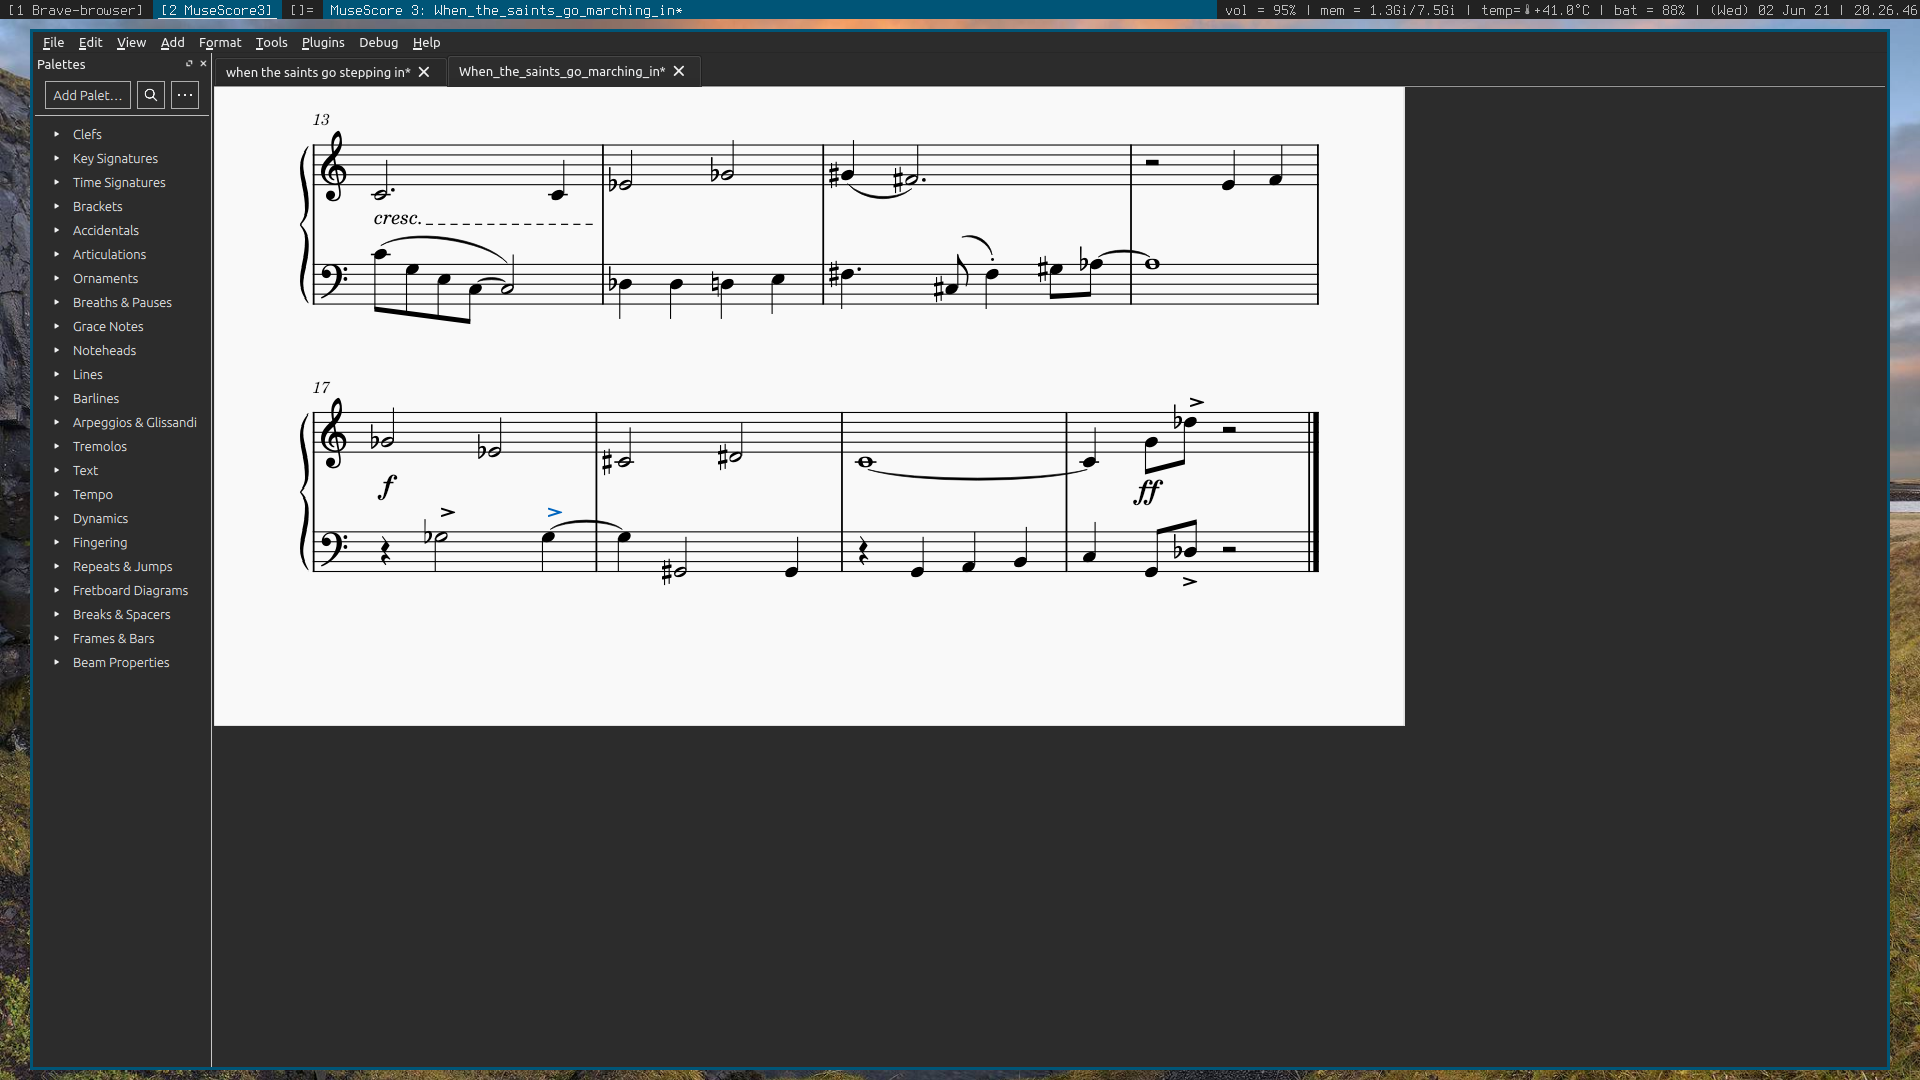 [1 Brave-browser] [2 MuseScore3] []= MuseScore 3: When_the_saints_go_marching_in* vol = 95% | mem = 1.3Gi/7.5Gi | temp=🌡+41.0°C | bat = 88% | (Wed) 02 Jun 21 | 20.26.46
File Edit View Add Format Tools Plugins Debug Help
Palettes
when the saints go stepping in* When_the_saints_go_marching_in*
Add Palet... ...
Clefs
Key Signatures
Time Signatures
Brackets
Accidentals
Articulations
Ornaments
Breaths & Pauses
Grace Notes
Noteheads
Lines
Barlines
Arpeggios & Glissandi
Tremolos
Text
Tempo
Dynamics
Fingering
Repeats & Jumps
Fretboard Diagrams
Breaks & Spacers
Frames & Bars
Beam Properties
13
cresc.
17
f
ff